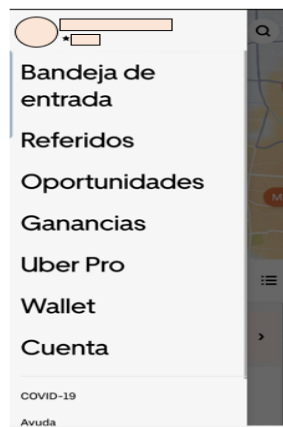 Bandeja de
entrada
Referidos
Oportunidades
Ganancias
Uber Pro
Wallet
Cuenta
COVID-19
Ayuda
M